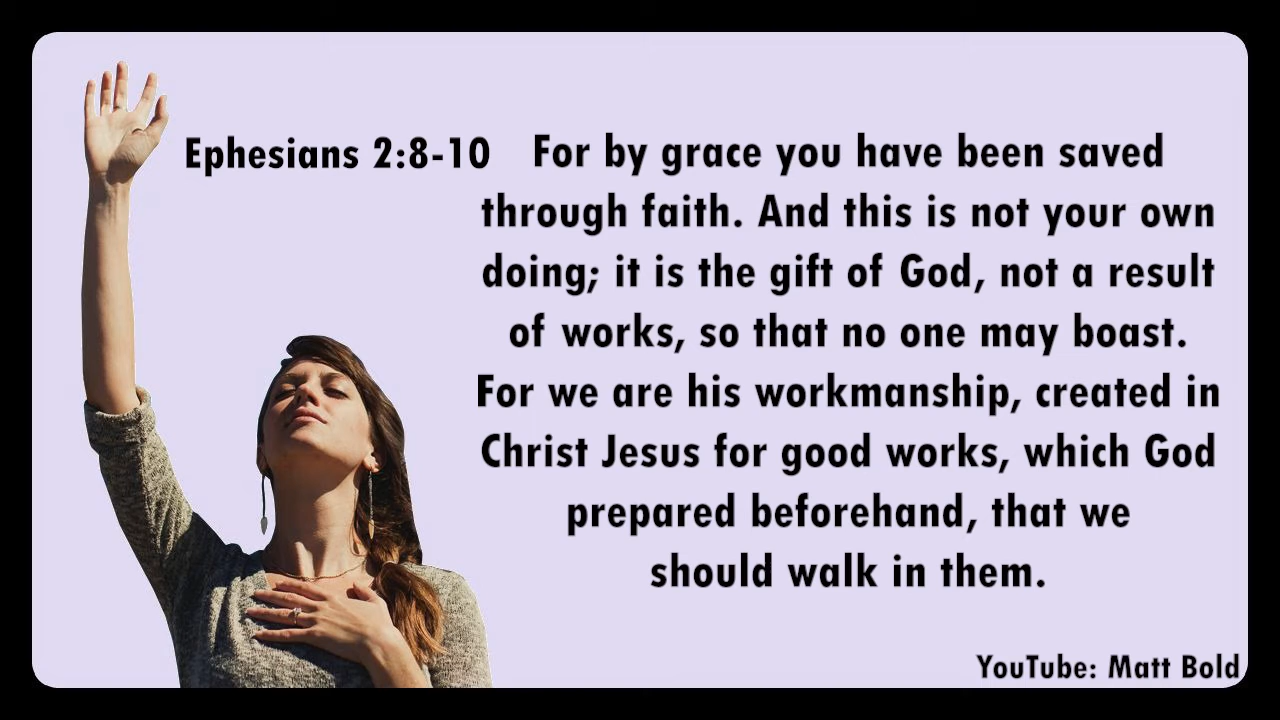 Ephesians 2:8-10 For by grace you have been saved
through faith. And this is not your own
doing; it is the gift of God, not a result
of works, so that no one may boast.
For we are his workmanship, created in
Christ Jesus for good works, which God
prepared beforehand, that we
should walk in them.
YouTube: Matt Bold